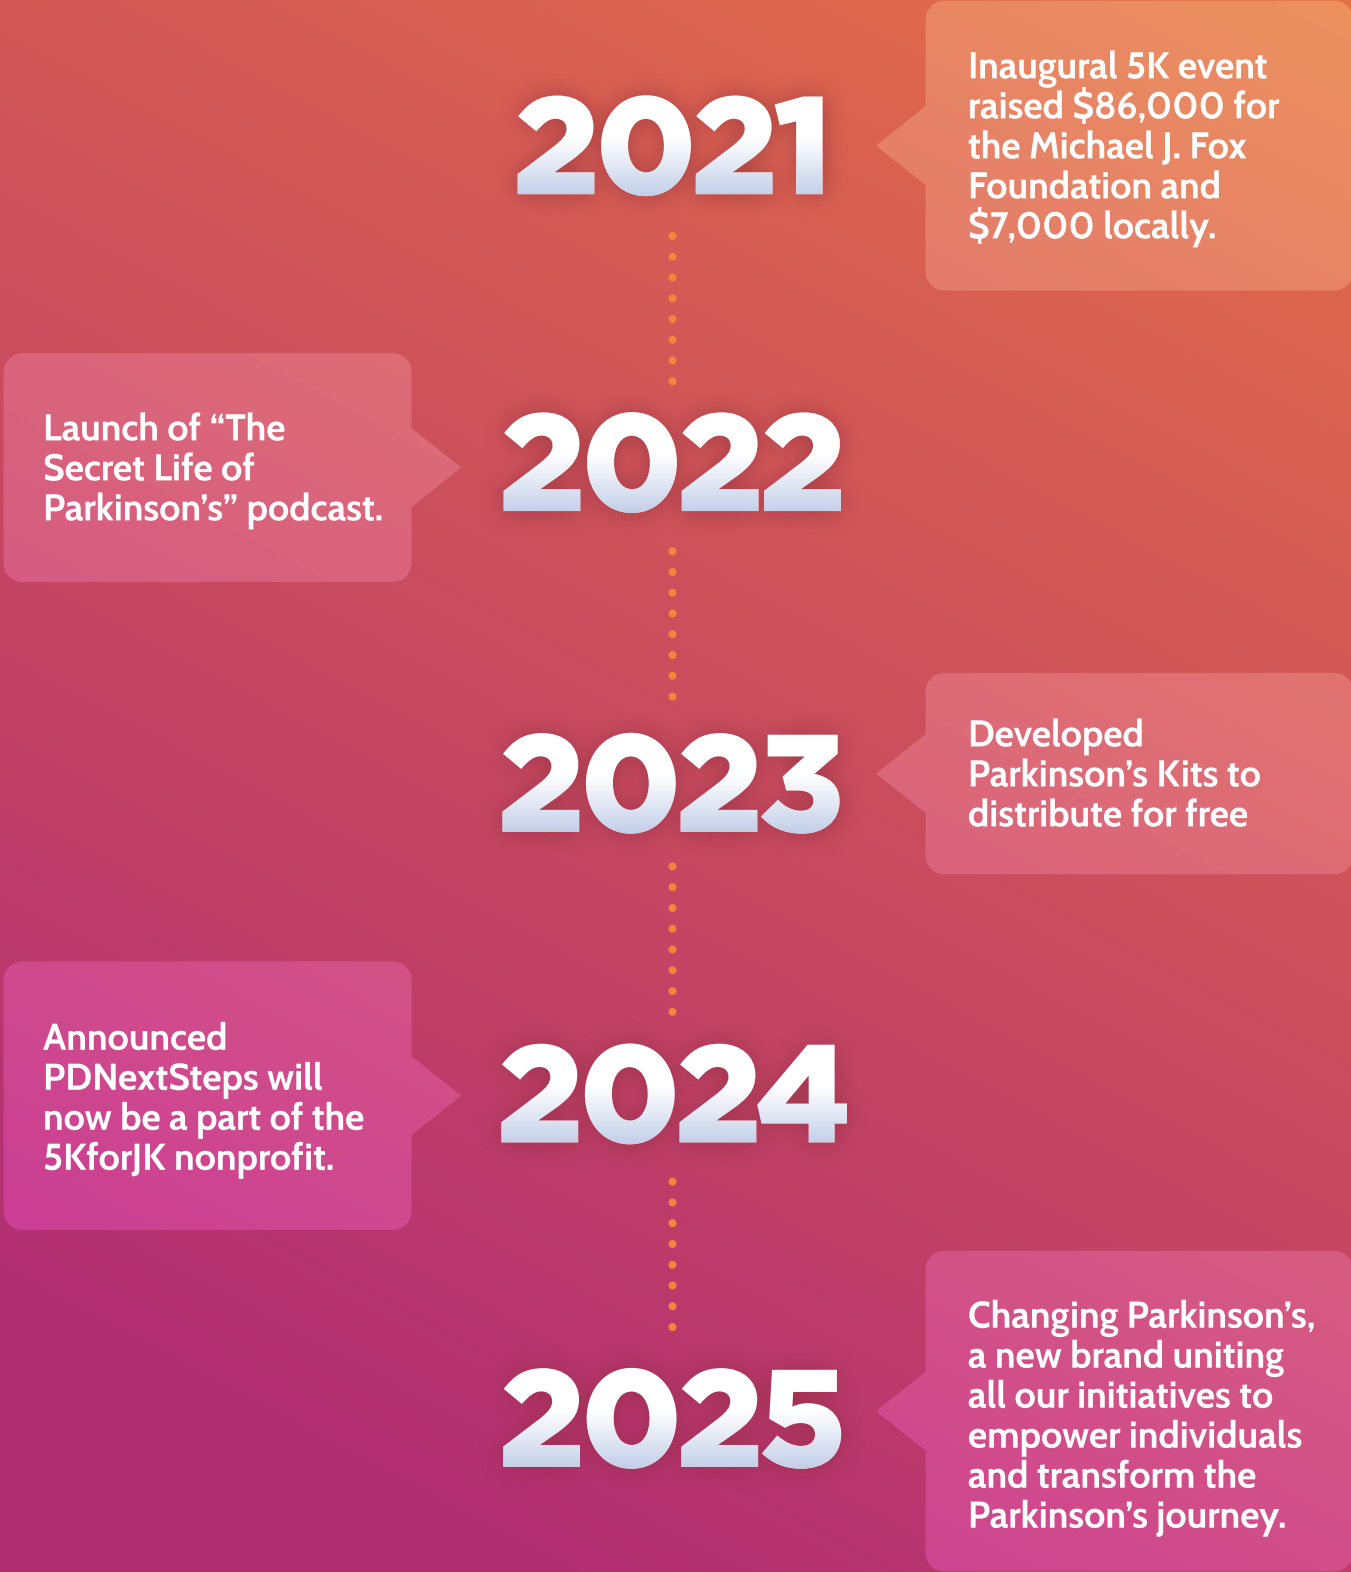 2021
Inaugural 5K event
raised $86,000 for
the Michael J. Fox
Foundation and
$7,000 locally.
2022
Launch of “The
Secret Life of
Parkinson’s” podcast.
2023
Developed
Parkinson’s Kits to
distribute for free
2024
Announced
PDNextSteps will
now be a part of the
5KforJK nonprofit.
2025
Changing Parkinson’s,
a new brand uniting
all our initiatives to
empower individuals
and transform the
Parkinson’s journey.